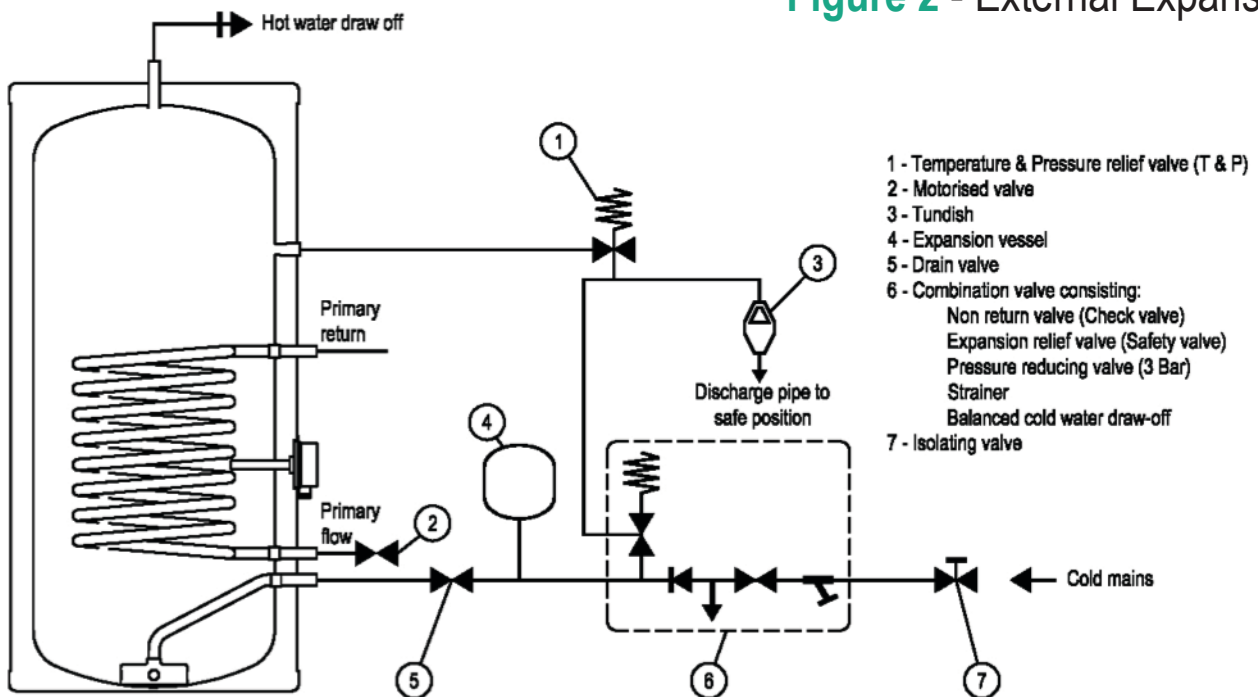 Figure 2 - External Expans
Hot water draw off
1
1 - Temperature & Pressure relief valve (T & P)
2 - Motorised valve
3 - Tundish
4 - Expansion vessel
5 - Drain valve
6 - Combination valve consisting:
Non return valve (Check valve)
Expansion relief valve (Safety valve)
Pressure reducing valve (3 Bar)
Strainer
Balanced cold water draw-off
7 - Isolating valve
3
Primary
return
Discharge pipe to
safe position
4
Primary
flow
2
Cold mains
5
6
7